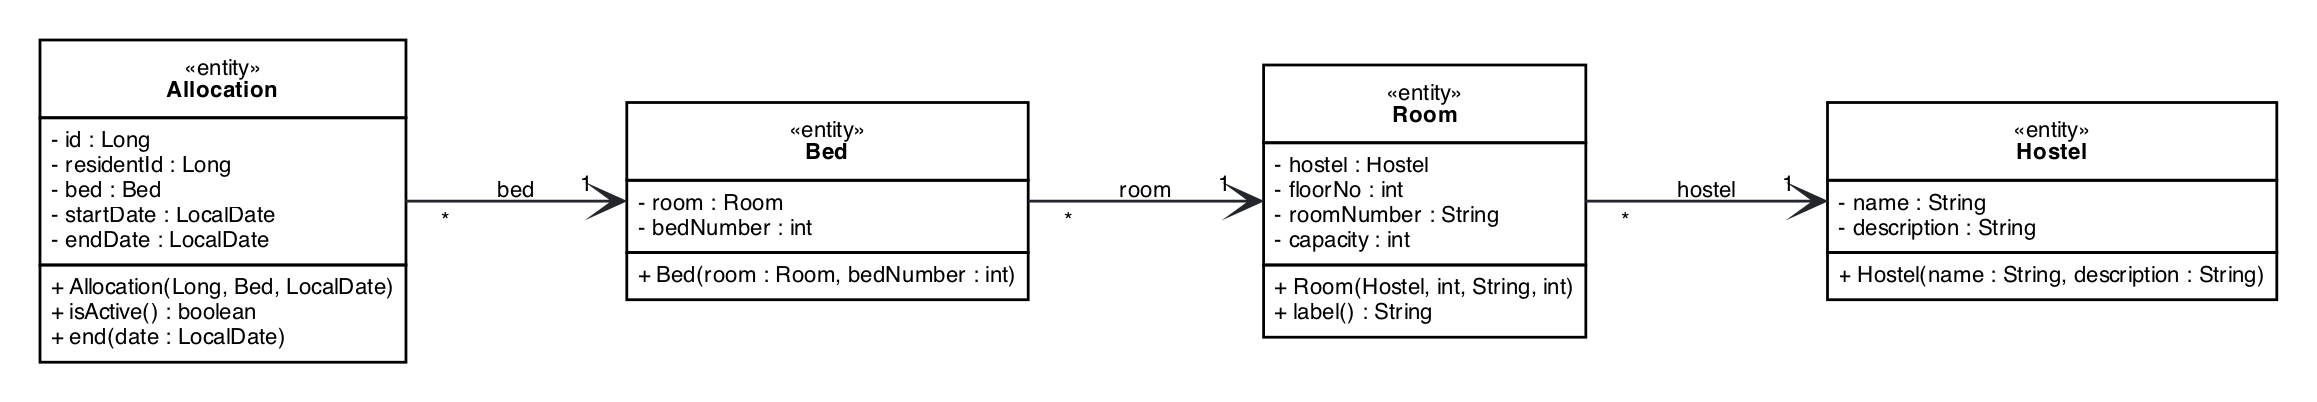 «entity»
Allocation
- id : Long
- residentId : Long
- bed : Bed
- startDate : LocalDate
- endDate : LocalDate
+ Allocation(Long, Bed, LocalDate)
+ isActive() : boolean
+ end(date : LocalDate)
bed
1
*
«entity»
Bed
- room : Room
- bedNumber : int
+ Bed(room : Room, bedNumber : int)
room
1
*
«entity»
Room
- hostel : Hostel
- floorNo : int
- roomNumber : String
- capacity : int
+ Room(Hostel, int, String, int)
+ label() : String
hostel
1
*
«entity»
Hostel
- name : String
- description : String
+ Hostel(name : String, description : String)